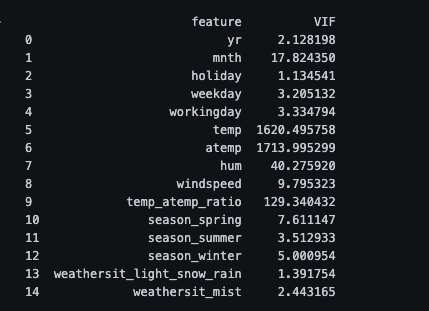 feature VIF
0 yr 2.128198
1 mnth 17.824350
2 holiday 1.134541
3 weekday 3.205132
4 workingday 3.334794
5 temp 1620.495758
6 atemp 1713.995299
7 hum 40.275920
8 windspeed 9.795323
9 temp_atemp_ratio 129.340432
10 season_spring 7.611147
11 season_summer 3.512933
12 season_winter 5.000954
13 weathersit_light_snow_rain 1.391754
14 weathersit_mist 2.443165